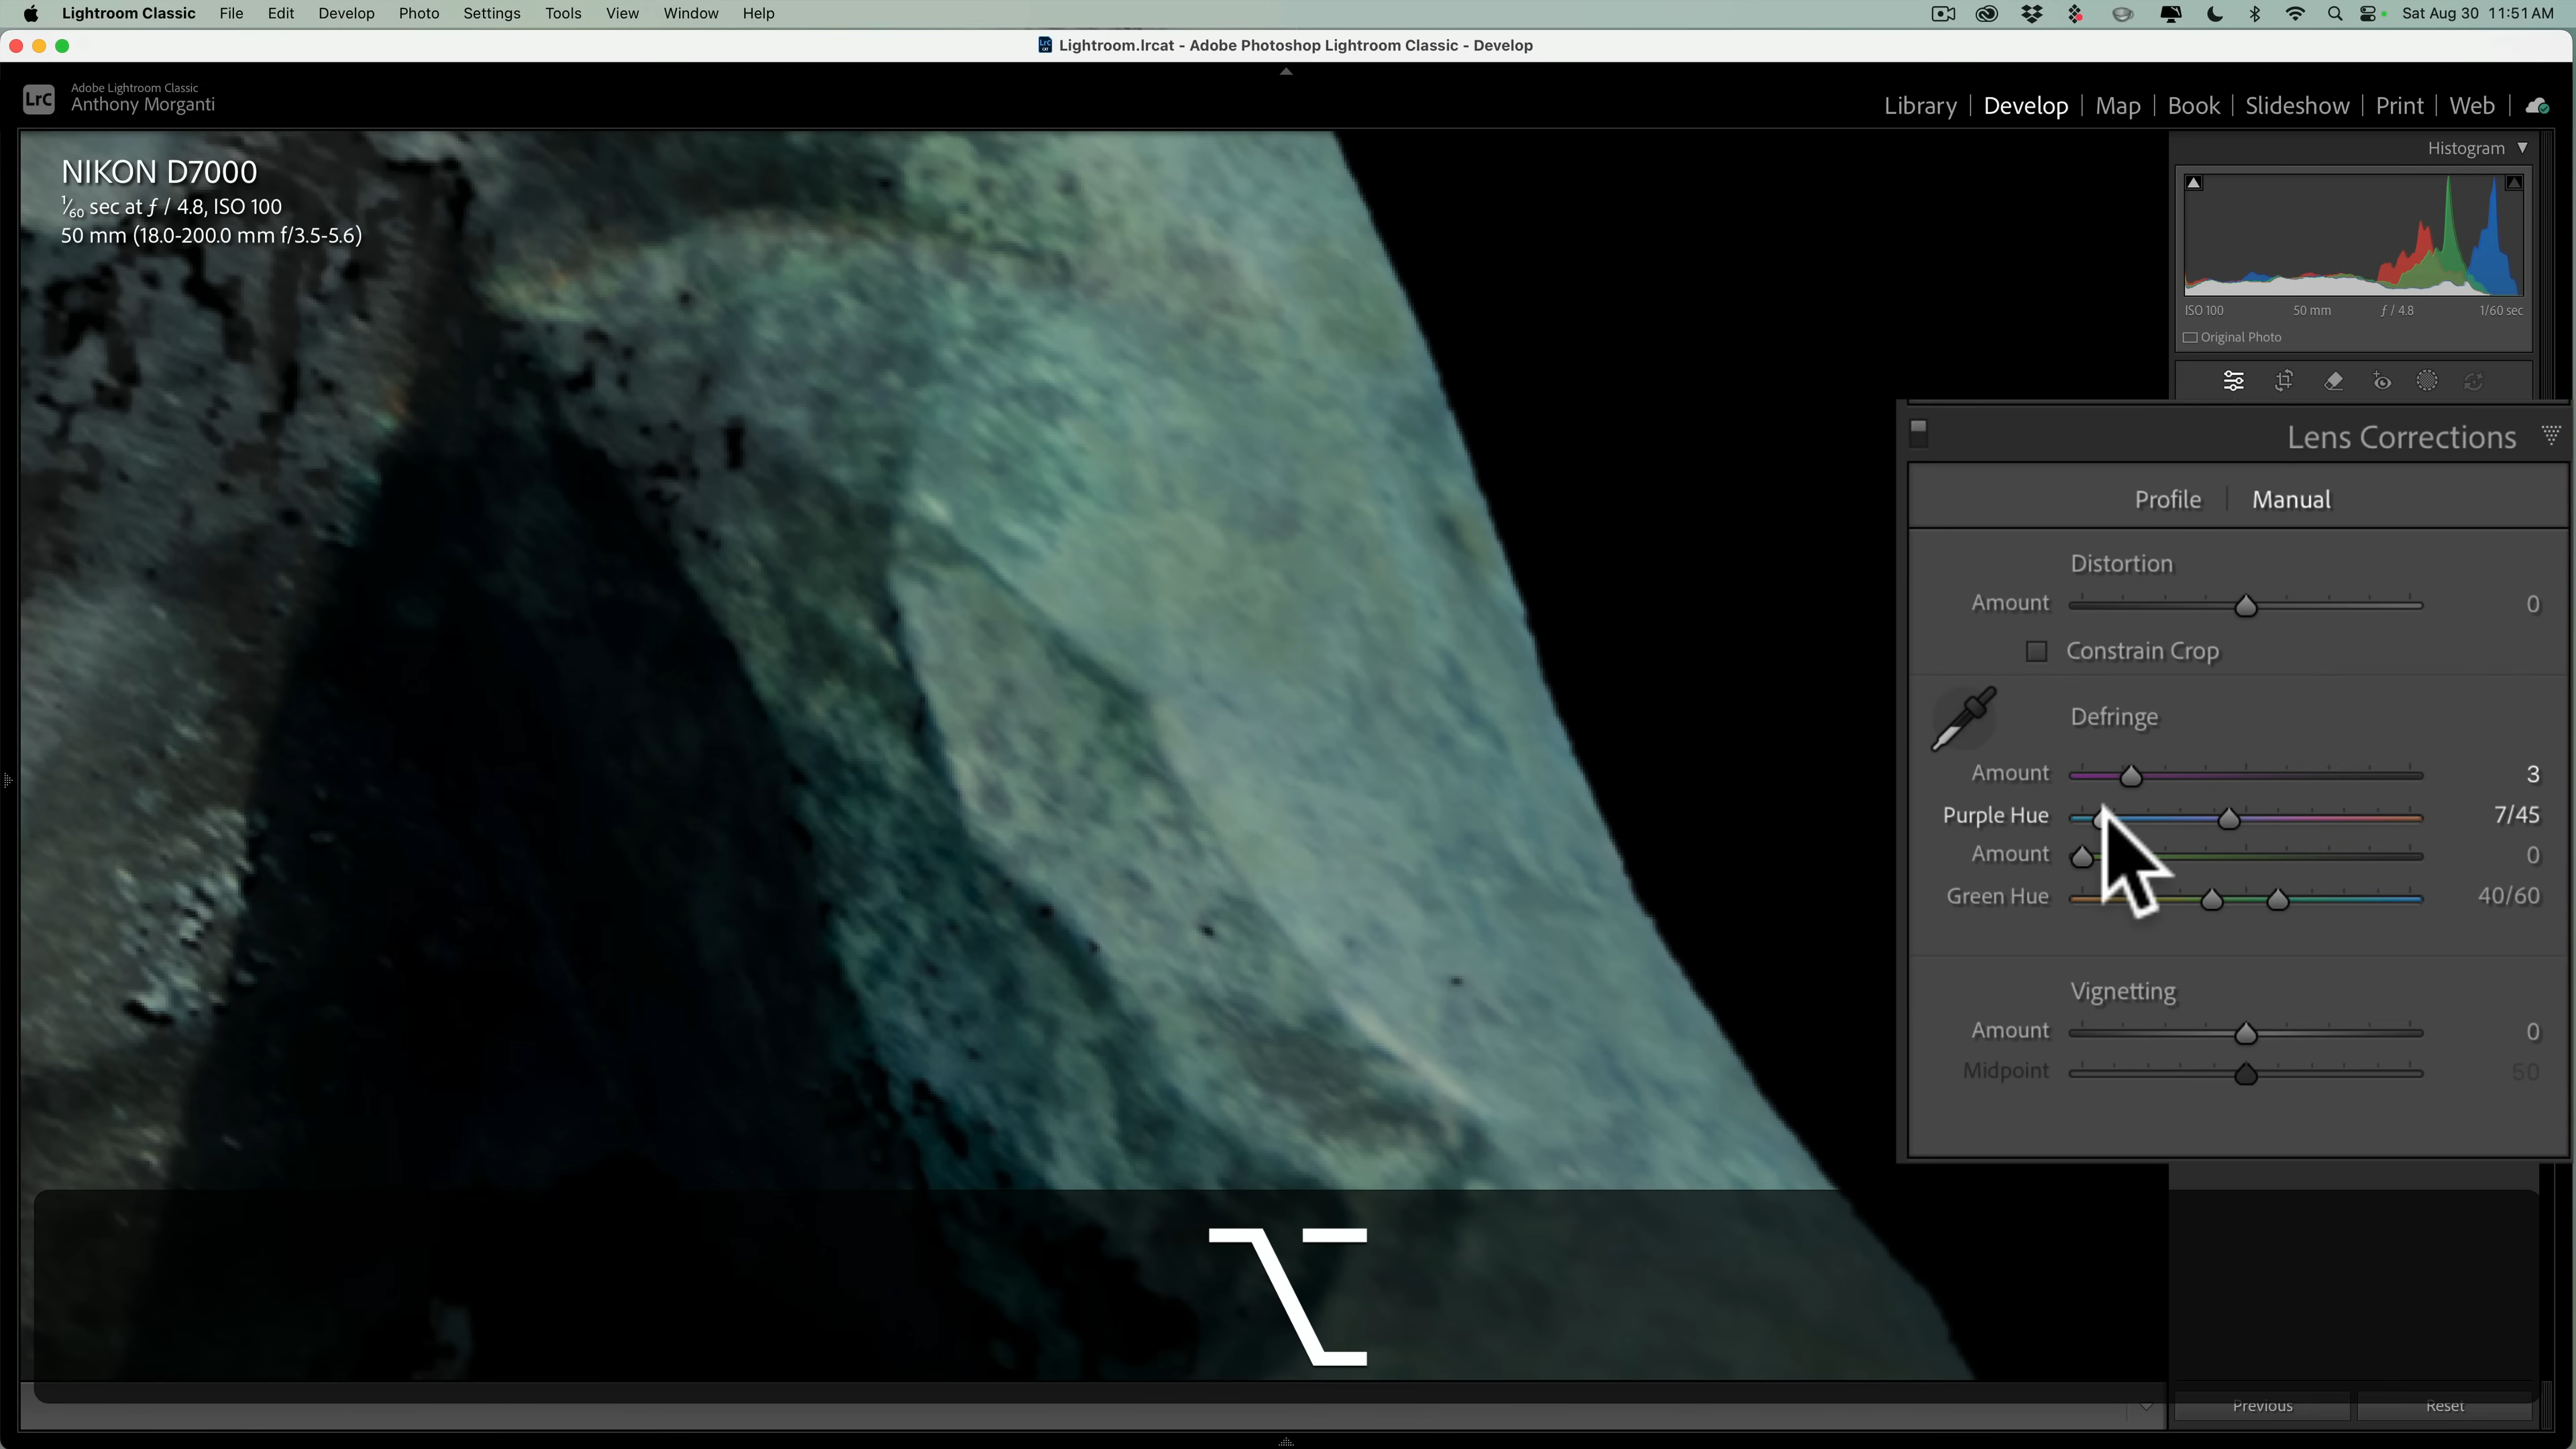 Lightroom Classic File Edit Develop Photo Settings Tools View Window Help Sat Aug 30 11:51 AM
Lightroom.lrcat - Adobe Photoshop Lightroom Classic - Develop
LrC Adobe Lightroom Classic
Anthony Morganti
Library | Develop | Map | Book | Slideshow | Print | Web
NIKON D7000
1/60 sec at ƒ / 4.8, ISO 100
50 mm (18.0-200.0 mm f/3.5-5.6)
Histogram
ISO 100 50 mm ƒ / 4.8 1/60 sec
Original Photo
Lens Corrections
Profile | Manual
Distortion
Amount 0
Constrain Crop
Defringe
Amount 3
Purple Hue 7/45
Amount 0
Green Hue 40/60
Vignetting
Amount 0
Midpoint 50
⌥
Previous Reset